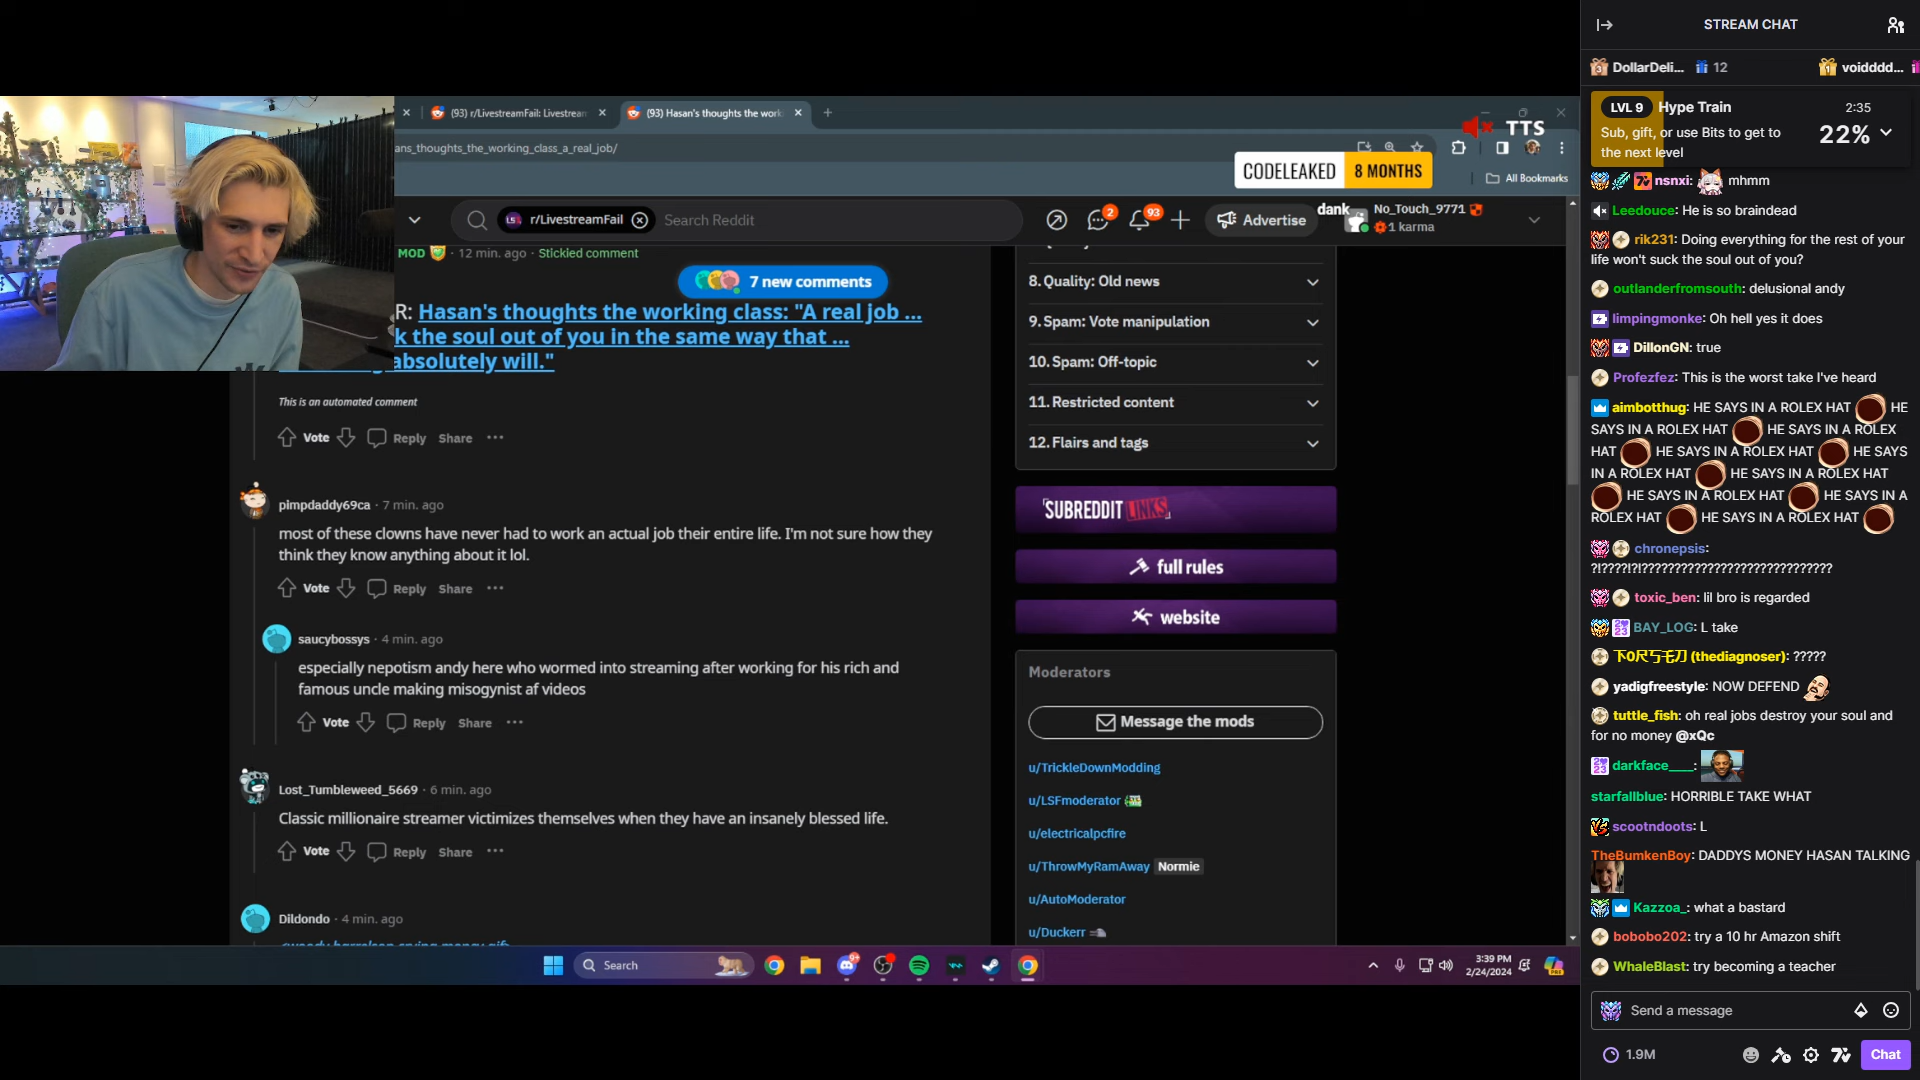 (93) r/LivestreamFail: Livestream
(93) Hasan's thoughts the work
TTS
ans_thoughts_the_working_class_a_real_job/
CODELEAKED 8 MONTHS
All Bookmarks
r/LivestreamFail Search Reddit
2
93
Advertise
dank
No_Touch_9771
1 karma
MOD · 12 min. ago · Stickied comment
7 new comments
R: Hasan's thoughts the working class: "A real job ...
k the soul out of you in the same way that ...
absolutely will."
This is an automated comment
Vote Reply Share
pimpdaddy69ca · 7 min. ago
most of these clowns have never had to work an actual job their entire life. I'm not sure how they
think they know anything about it lol.
Vote Reply Share
saucybossys · 4 min. ago
especially nepotism andy here who wormed into streaming after working for his rich and
famous uncle making misogynist af videos
Vote Reply Share
Lost_Tumbleweed_5669 · 6 min. ago
Classic millionaire streamer victimizes themselves when they have an insanely blessed life.
Vote Reply Share
Dildondo · 4 min. ago
8. Quality: Old news
9. Spam: Vote manipulation
10. Spam: Off-topic
11. Restricted content
12. Flairs and tags
SUBREDDIT LINKS
full rules
website
Moderators
Message the mods
u/TrickleDownModding
u/LSFmoderator
u/electricalpcfire
u/ThrowMyRamAway Normie
u/AutoModerator
u/Duckerr
Search
3:39 PM
2/24/2024
STREAM CHAT
DollarDeli... 12
voidddd...
LVL 9 Hype Train 2:35
Sub, gift, or use Bits to get to
the next level
22%
nsnxi: mhmm
Leedouce: He is so braindead
rik231: Doing everything for the rest of your
life won't suck the soul out of you?
outlanderfromsouth: delusional andy
limpingmonke: Oh hell yes it does
DillonGN: true
Profezfez: This is the worst take I've heard
aimbotthug: HE SAYS IN A ROLEX HAT HE
SAYS IN A ROLEX HAT HE SAYS IN A ROLEX
HAT HE SAYS IN A ROLEX HAT HE SAYS
IN A ROLEX HAT HE SAYS IN A ROLEX HAT
HE SAYS IN A ROLEX HAT HE SAYS IN A
ROLEX HAT HE SAYS IN A ROLEX HAT
chronepsis:
toxic_ben: lil bro is regarded
BAY_LOG: L take
(thediagnoser): ?????
yadigfreestyle: NOW DEFEND
tuttle_fish: oh real jobs destroy your soul and
for no money @xQc
darkface____:
starfallblue: HORRIBLE TAKE WHAT
scootndoots: L
TheBumkenBoy: DADDYS MONEY HASAN TALKING
Kazzoa_: what a bastard
bobobo202: try a 10 hr Amazon shift
WhaleBlast: try becoming a teacher
Send a message
1.9M
Chat